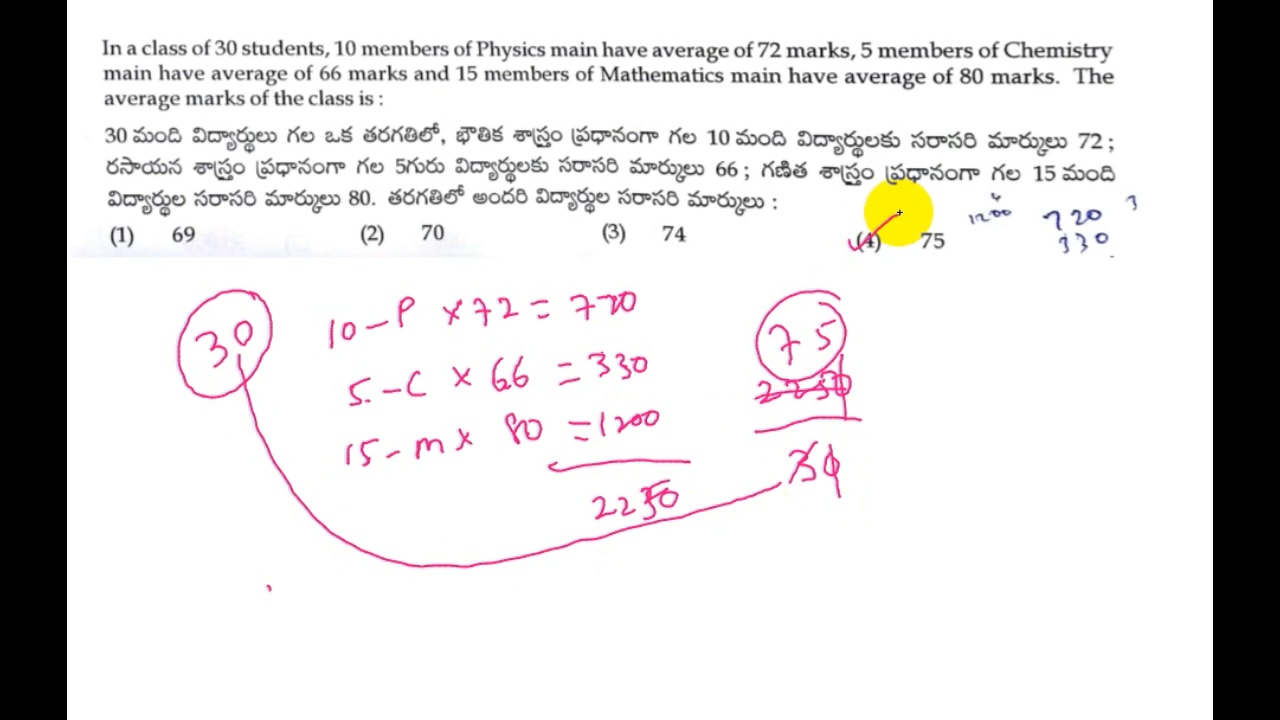 In a class of 30 students, 10 members of Physics main have average of 72 marks, 5 members of Chemistry
main have average of 66 marks and 15 members of Mathematics main have average of 80 marks. The
average marks of the class is :
30 మంది విద్యార్థులు గల ఒక తరగతిలో, భౌతిక శాస్త్రం ప్రధానంగా గల 10 మంది విద్యార్థులకు సరాసరి మార్కులు 72 ;
రసాయన శాస్త్రం ప్రధానంగా గల 5గురు విద్యార్థులకు సరాసరి మార్కులు 66 ; గణిత శాస్త్రం ప్రధానంగా గల 15 మంది
విద్యార్థుల సరాసరి మార్కులు 80. తరగతిలో అందరి విద్యార్థుల సరాసరి మార్కులు :
(1) 69 (2) 70 (3) 74 (4) 75
1200 720
330
30
10 - P × 72 = 720
5 - C × 66 = 330
15 - m × 80 = 1200
2250
75
2250
30